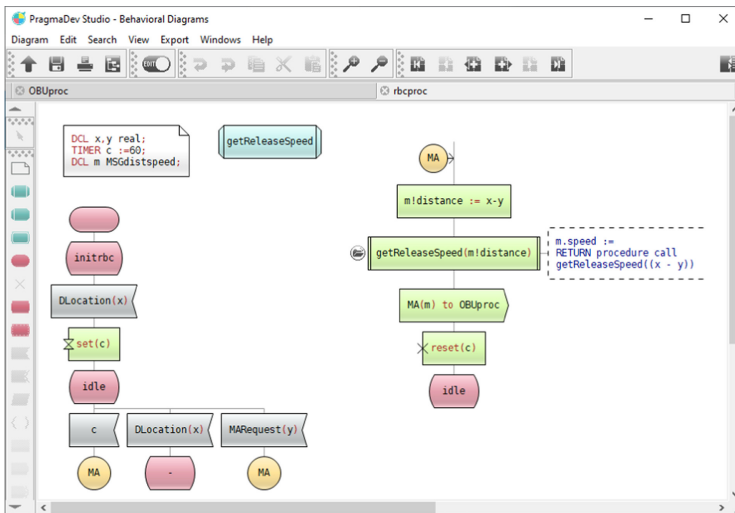 PragmaDev Studio - Behavioral Diagrams
Diagram Edit Search View Export Windows Help
EDIT
OBUproc
rbcproc
DCL x,y real;
TIMER c :=60;
DCL m MSGdistspeed;
getReleaseSpeed
initrbc
DLocation(x)
set(c)
idle
c
DLocation(x)
MARequest(y)
MA
-
MA
MA
m!distance := x-y
getReleaseSpeed(m!distance)
m.speed :=
RETURN procedure call
getReleaseSpeed((x - y))
MA(m) to OBUproc
reset(c)
idle